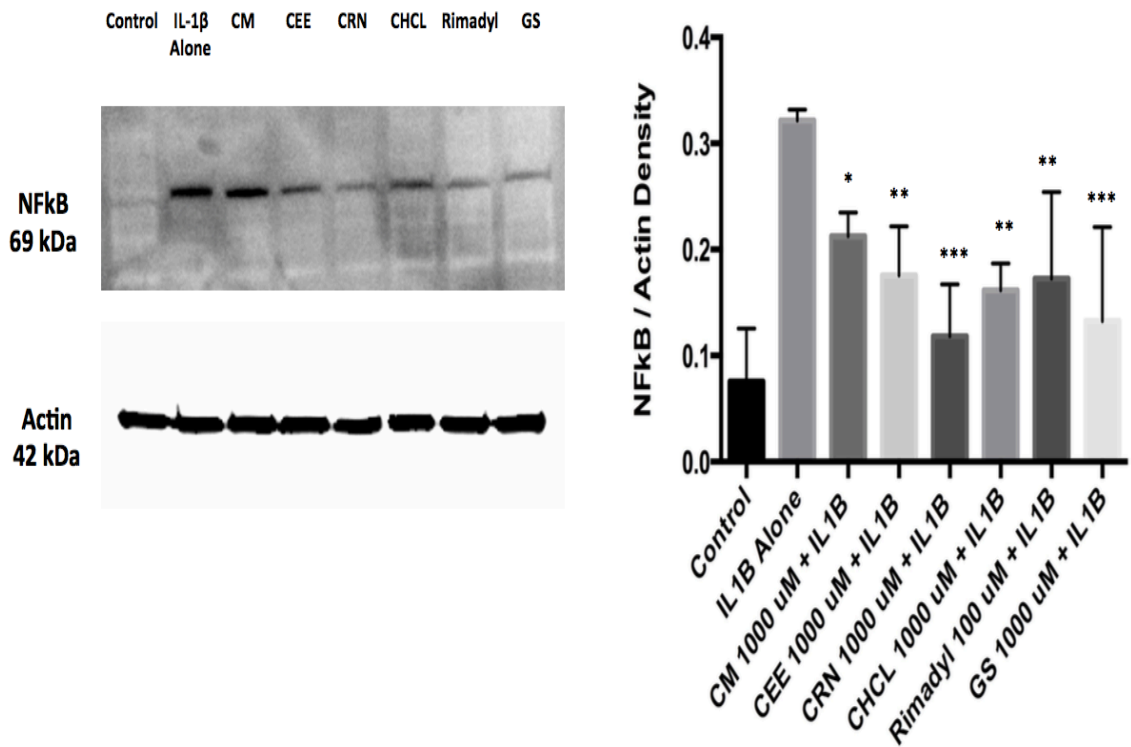 Control IL-1β CM CEE CRN CHCL Rimadyl GS
Alone
NFkB
69 kDa
Actin
42 kDa
NFkB / Actin Density
0.4
0.3
0.2
0.1
0.0
*
**
***
**
**
***
Control
IL1B Alone
CM 1000 uM + IL1B
CEE 1000 uM + IL1B
CRN 1000 uM + IL1B
CHCL 1000 uM + IL1B
Rimadyl 100 uM + IL1B
GS 1000 uM + IL1B